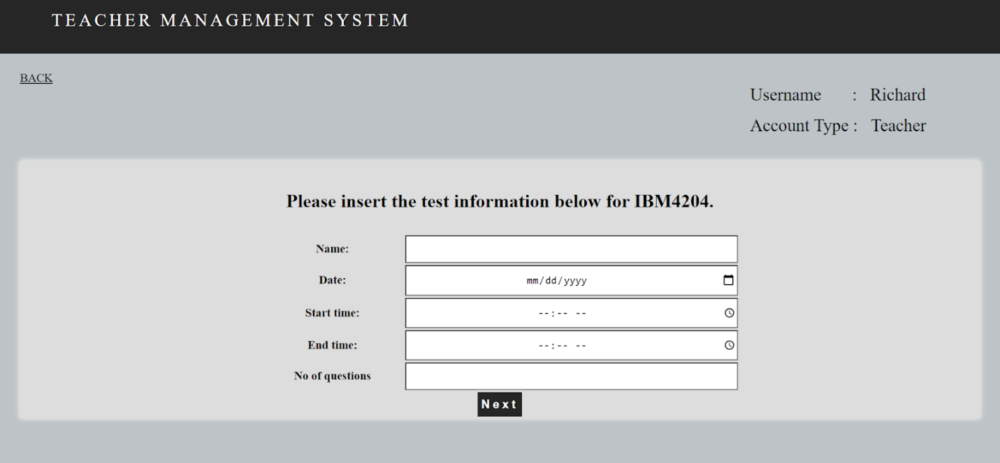 TEACHER MANAGEMENT SYSTEM
BACK
Username : Richard
Account Type : Teacher
Please insert the test information below for IBM4204.
Name:
Date: mm/dd/yyyy
Start time: --:-- --
End time: --:-- --
No of questions
Next